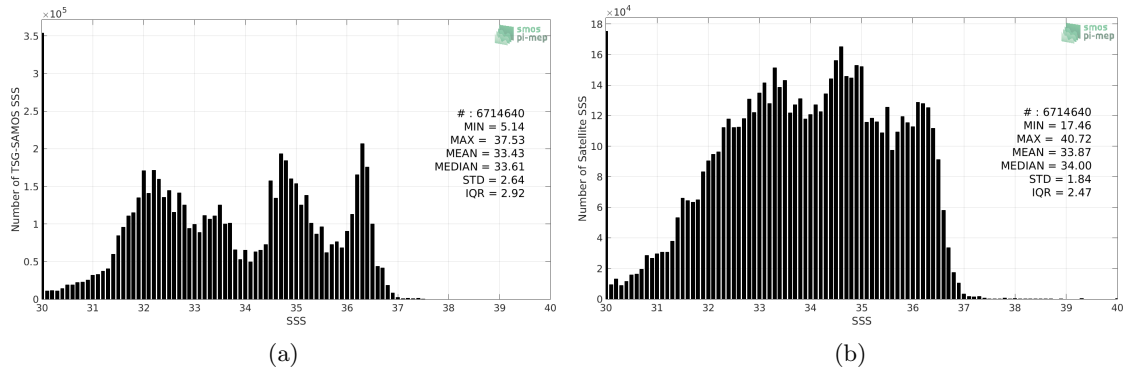 ×10⁵
3.5
3
2.5
2
1.5
1
0.5
0
Number of TSG-SAMOS SSS
30 31 32 33 34 35 36 37 38 39 40
SSS
smos
pi-mep
# : 6714640
MIN = 5.14
MAX = 37.53
MEAN = 33.43
MEDIAN = 33.61
STD = 2.64
IQR = 2.92
(a)
×10⁴
18
16
14
12
10
8
6
4
2
0
Number of Satellite SSS
30 31 32 33 34 35 36 37 38 39 40
SSS
smos
pi-mep
# : 6714640
MIN = 17.46
MAX = 40.72
MEAN = 33.87
MEDIAN = 34.00
STD = 1.84
IQR = 2.47
(b)